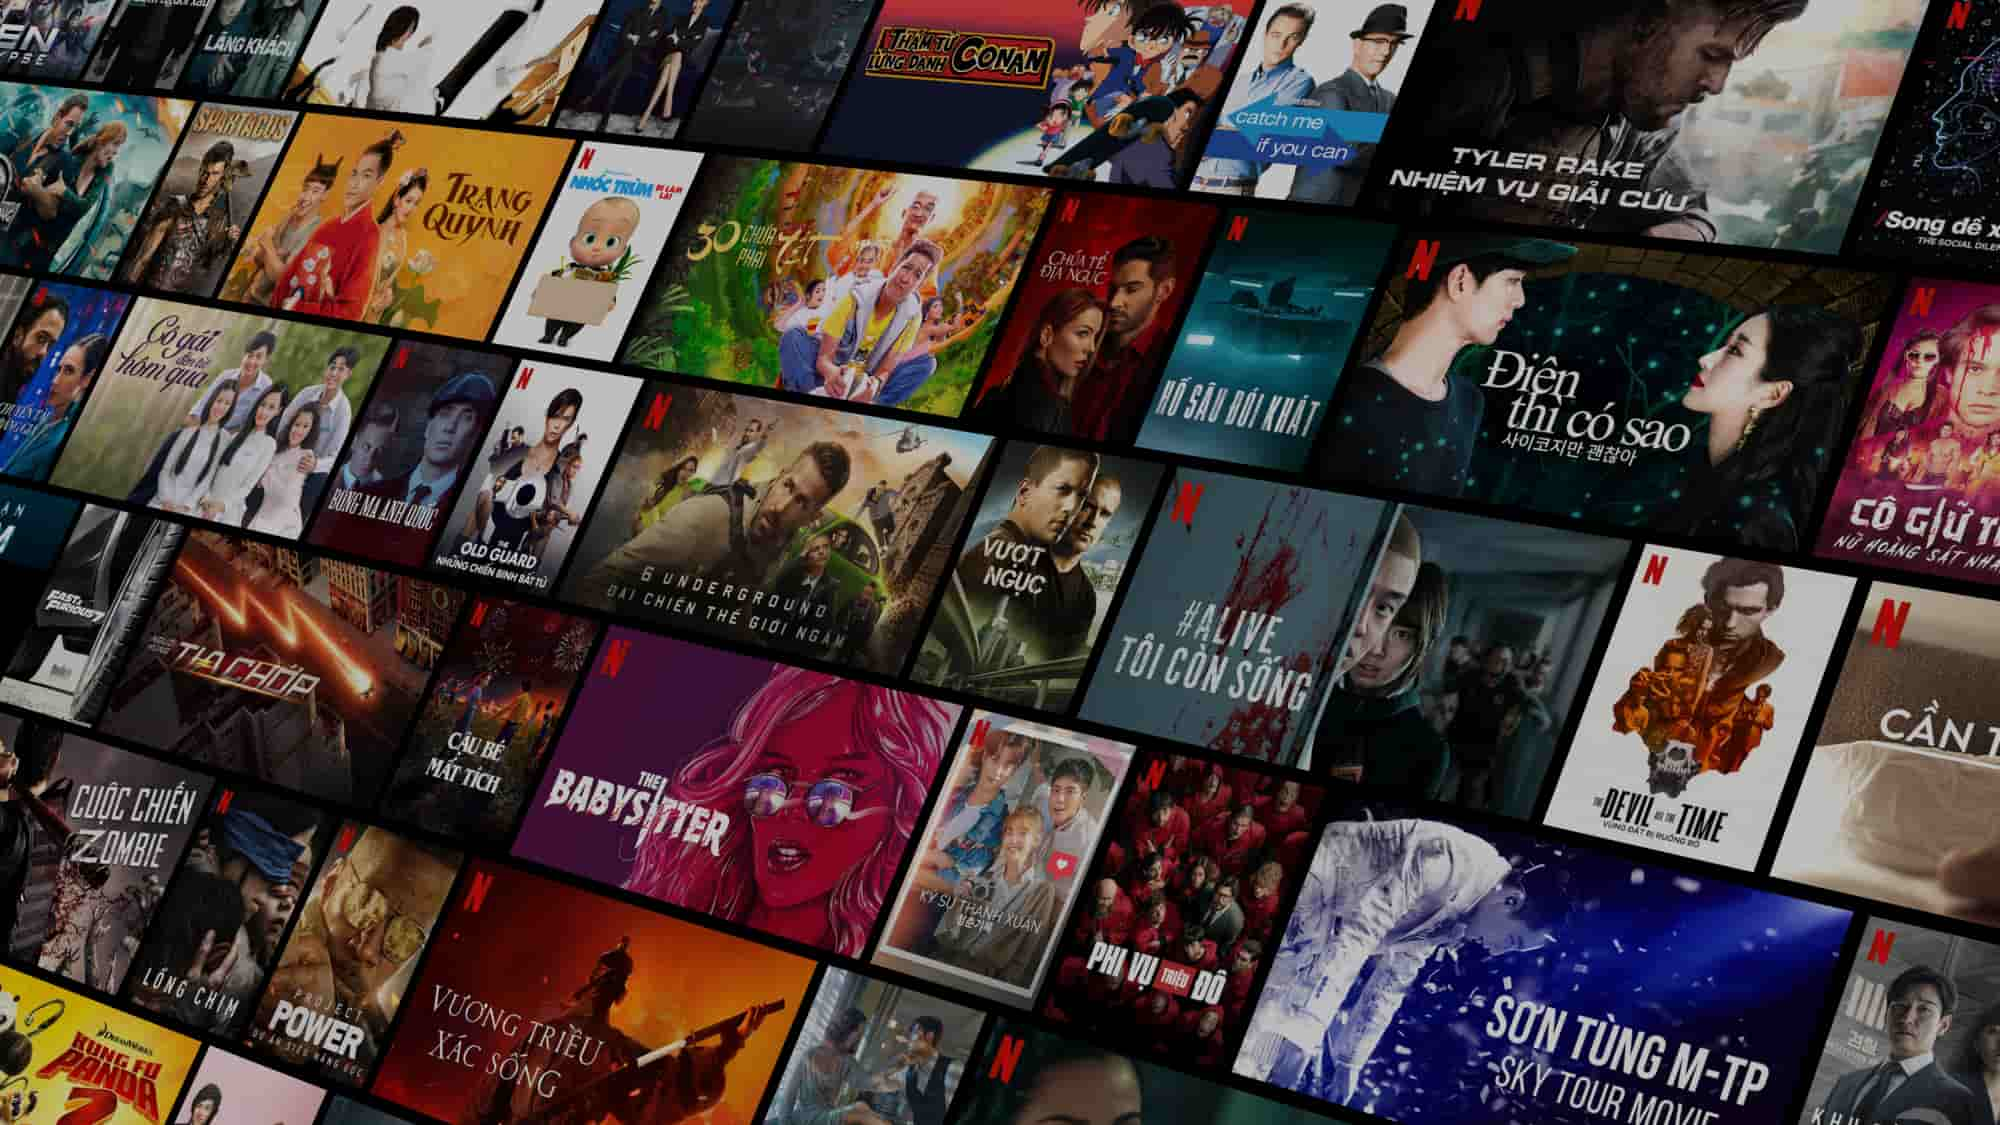 EN
PSE
LÃNG KHÁCH
THÁM TỬ
LỪNG DANH CONAN
catch me
if you can
N
TYLER RAKE
NHIỆM VỤ GIẢI CỨU
N
Song đề x
THE SOCIAL DILE
SPARTACUS
TRẠNG
QUỲNH
N
NHÓC TRÙM
ĐI LÀM
LẠI
30 CHƯA
PHẢI TẾT
N
CHÚA TỂ
ĐỊA NGỤC
N
HỐ SÂU ĐÓI KHÁT
N
Điên
thì có sao
사이코지만 괜찮아
N
CÔ GIỮ T
NỮ HOÀNG SÁT NHÂ
N
Cô gái
đến từ
hôm qua
N
BÓNG MA ANH QUỐC
N
THE
OLD GUARD
NHỮNG CHIẾN BINH BẤT TỬ
N
6 UNDERGROUND
ĐẠI CHIẾN THẾ GIỚI NGẦM
VƯỢT
NGỤC
N
#ALIVE
TÔI CÒN SỐNG
N
THE DEVIL ALL THE TIME
VÙNG ĐẤT BỊ RUỒNG BỎ
N
CẦN T
FAST &
FURIOUS 7
TIA CHỚP
N
CẬU BÉ
MẤT TÍCH
N
THE
BABYSITTER
N
KÝ SỰ THANH XUÂN
청춘기록
N
PHI VỤ TRIỆU ĐÔ
SƠN TÙNG M-TP
SKY TOUR MOVIE
N
CUỘC CHIẾN
ZOMBIE
N
LỒNG CHIM
N
PROJECT
POWER
DỰ ÁN SIÊU NĂNG LỰC
N
VƯƠNG TRIỀU
XÁC SỐNG
N
DREAMWORKS
KUNG FU
PANDA
2